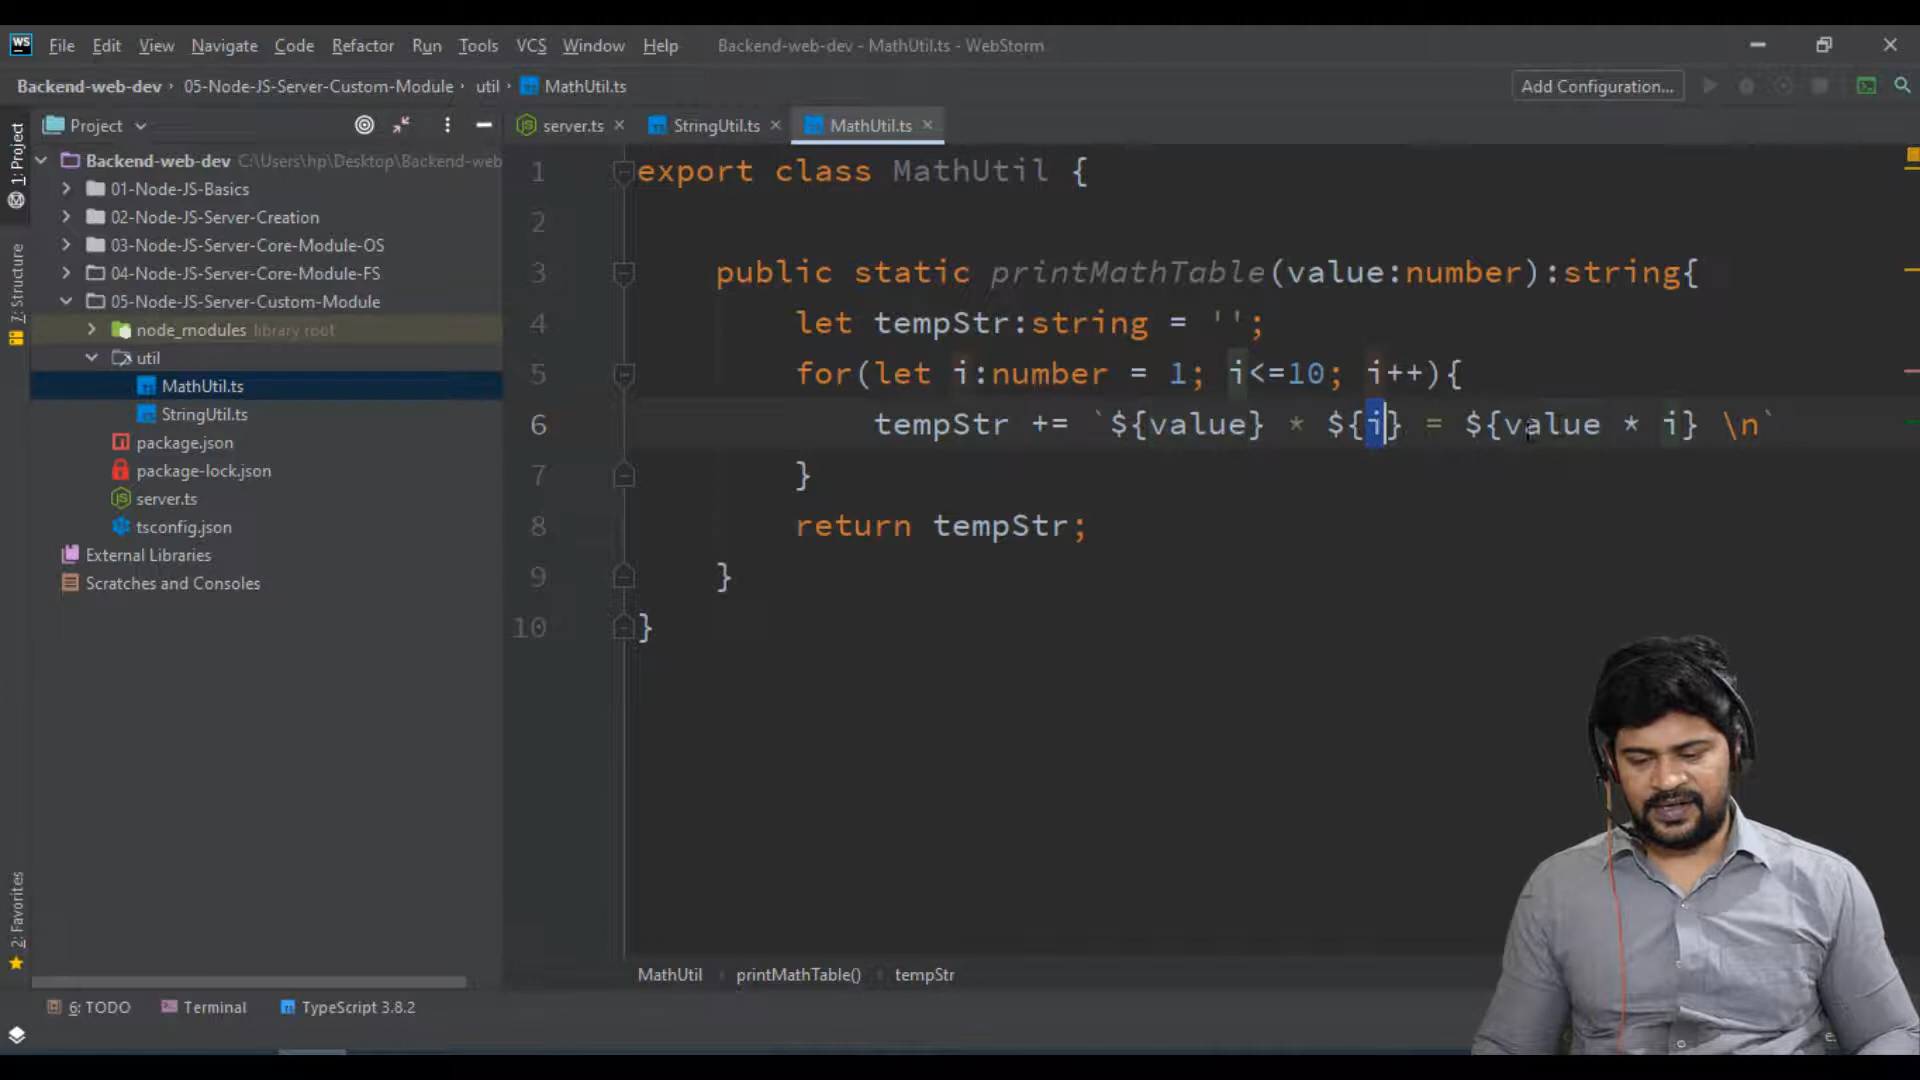 WS File Edit View Navigate Code Refactor Run Tools VCS Window Help Backend-web-dev - MathUtil.ts - WebStorm
Backend-web-dev › 05-Node-JS-Server-Custom-Module › util › MathUtil.ts Add Configuration...
Project
server.ts StringUtil.ts MathUtil.ts
1: Project
7: Structure
2: Favorites
Backend-web-dev C:\Users\hp\Desktop\Backend-web
01-Node-JS-Basics
02-Node-JS-Server-Creation
03-Node-JS-Server-Core-Module-OS
04-Node-JS-Server-Core-Module-FS
05-Node-JS-Server-Custom-Module
node_modules library root
util
MathUtil.ts
StringUtil.ts
package.json
package-lock.json
server.ts
tsconfig.json
External Libraries
Scratches and Consoles
1 export class MathUtil {
2
3 public static printMathTable(value:number):string{
4 let tempStr:string = '';
5 for(let i:number = 1; i<=10; i++){
6 tempStr += `${value} * ${i} = ${value * i} \n`
7 }
8 return tempStr;
9 }
10 }
MathUtil › printMathTable() › tempStr
6: TODO Terminal TypeScript 3.8.2